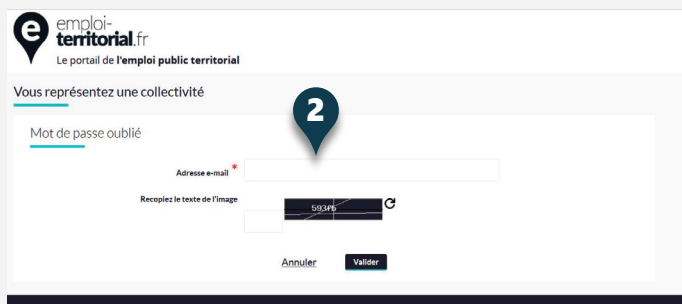 e
emploi-
territorial.fr
Le portail de l'emploi public territorial
Vous représentez une collectivité
2
Mot de passe oublié
Adresse e-mail *
Recopiez le texte de l'image
Annuler Valider